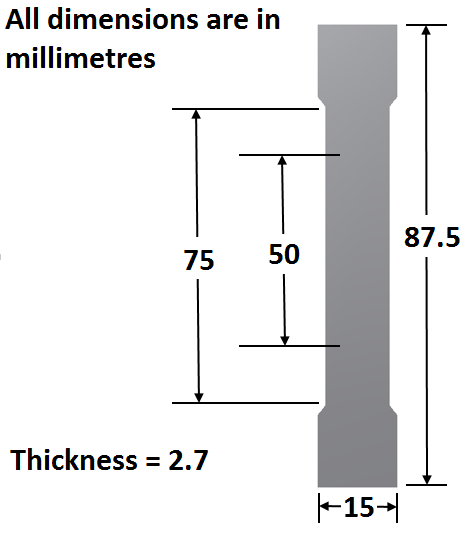 All dimensions are in
millimetres
75
50
87.5
Thickness = 2.7
15